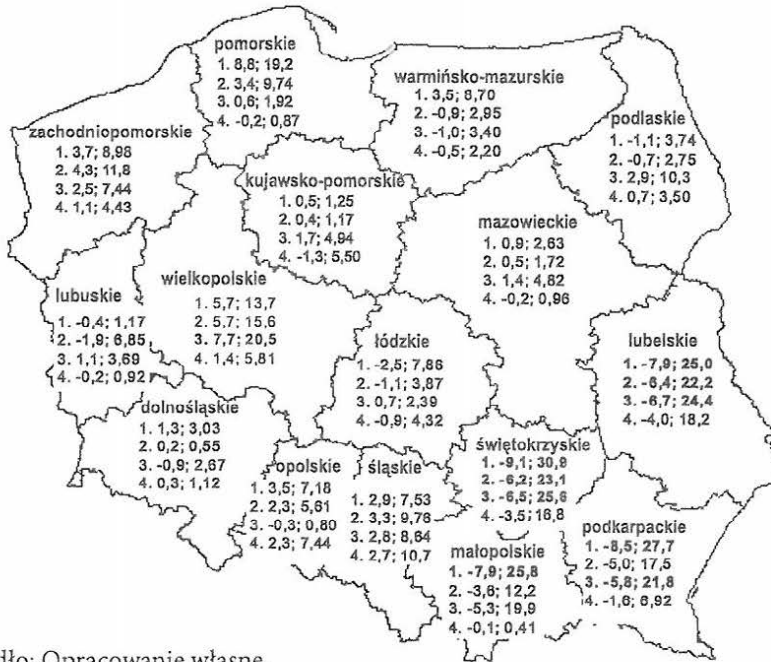 pomorskie
1. 8,8; 19,2
2. 3,4; 9,74
3. 0,6; 1,92
4. -0,2; 0,87
warmińsko-mazurskie
1. 3,5; 8,70
2. -0,9; 2,95
3. -1,0; 3,40
4. -0,5; 2,20
podlaskie
1. -1,1; 3,74
2. -0,7; 2,75
3. 2,9; 10,3
4. 0,7; 3,50
zachodniopomorskie
1. 3,7; 8,98
2. 4,3; 11,8
3. 2,5; 7,44
4. 1,1; 4,43
kujawsko-pomorskie
1. 0,5; 1,25
2. 0,4; 1,17
3. 1,7; 4,94
4. -1,3; 5,50
mazowieckie
1. 0,9; 2,63
2. 0,5; 1,72
3. 1,4; 4,82
4. -0,2; 0,96
lubuskie
1. -0,4; 1,17
2. -1,9; 6,85
3. 1,1; 3,69
4. -0,2; 0,92
wielkopolskie
1. 5,7; 13,7
2. 5,7; 15,6
3. 7,7; 20,5
4. 1,4; 5,81
łódzkie
1. -2,5; 7,86
2. -1,1; 3,87
3. 0,7; 2,39
4. -0,9; 4,32
lubelskie
1. -7,9; 25,0
2. -6,4; 22,2
3. -6,7; 24,4
4. -4,0; 18,2
dolnośląskie
1. 1,3; 3,03
2. 0,2; 0,55
3. -0,9; 2,67
4. 0,3; 1,12
opolskie
1. 3,5; 7,18
2. 2,3; 5,61
3. -0,3; 0,80
4. 2,3; 7,44
śląskie
1. 2,9; 7,53
2. 3,3; 9,76
3. 2,8; 8,64
4. 2,7; 10,7
świętokrzyskie
1. -9,1; 30,9
2. -6,2; 23,1
3. -6,5; 25,6
4. -3,5; 16,8
małopolskie
1. -7,9; 25,8
2. -3,6; 12,2
3. -5,3; 19,9
4. -0,1; 0,41
podkarpackie
1. -8,5; 27,7
2. -5,0; 17,5
3. -5,8; 21,8
4. -1,6; 6,92
dło: Opracowanie własne